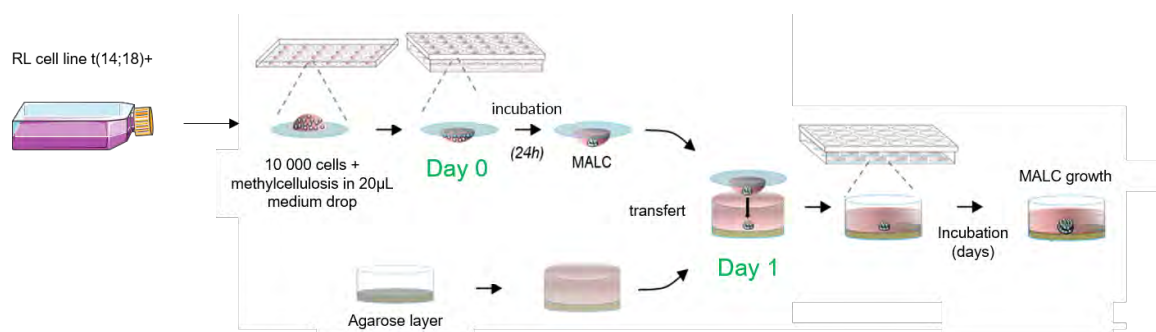 RL cell line t(14;18)+
10 000 cells +
methylcellulosis in 20µL
medium drop
Day 0
incubation
(24h)
MALC
transfert
Day 1
Agarose layer
Incubation
(days)
MALC growth